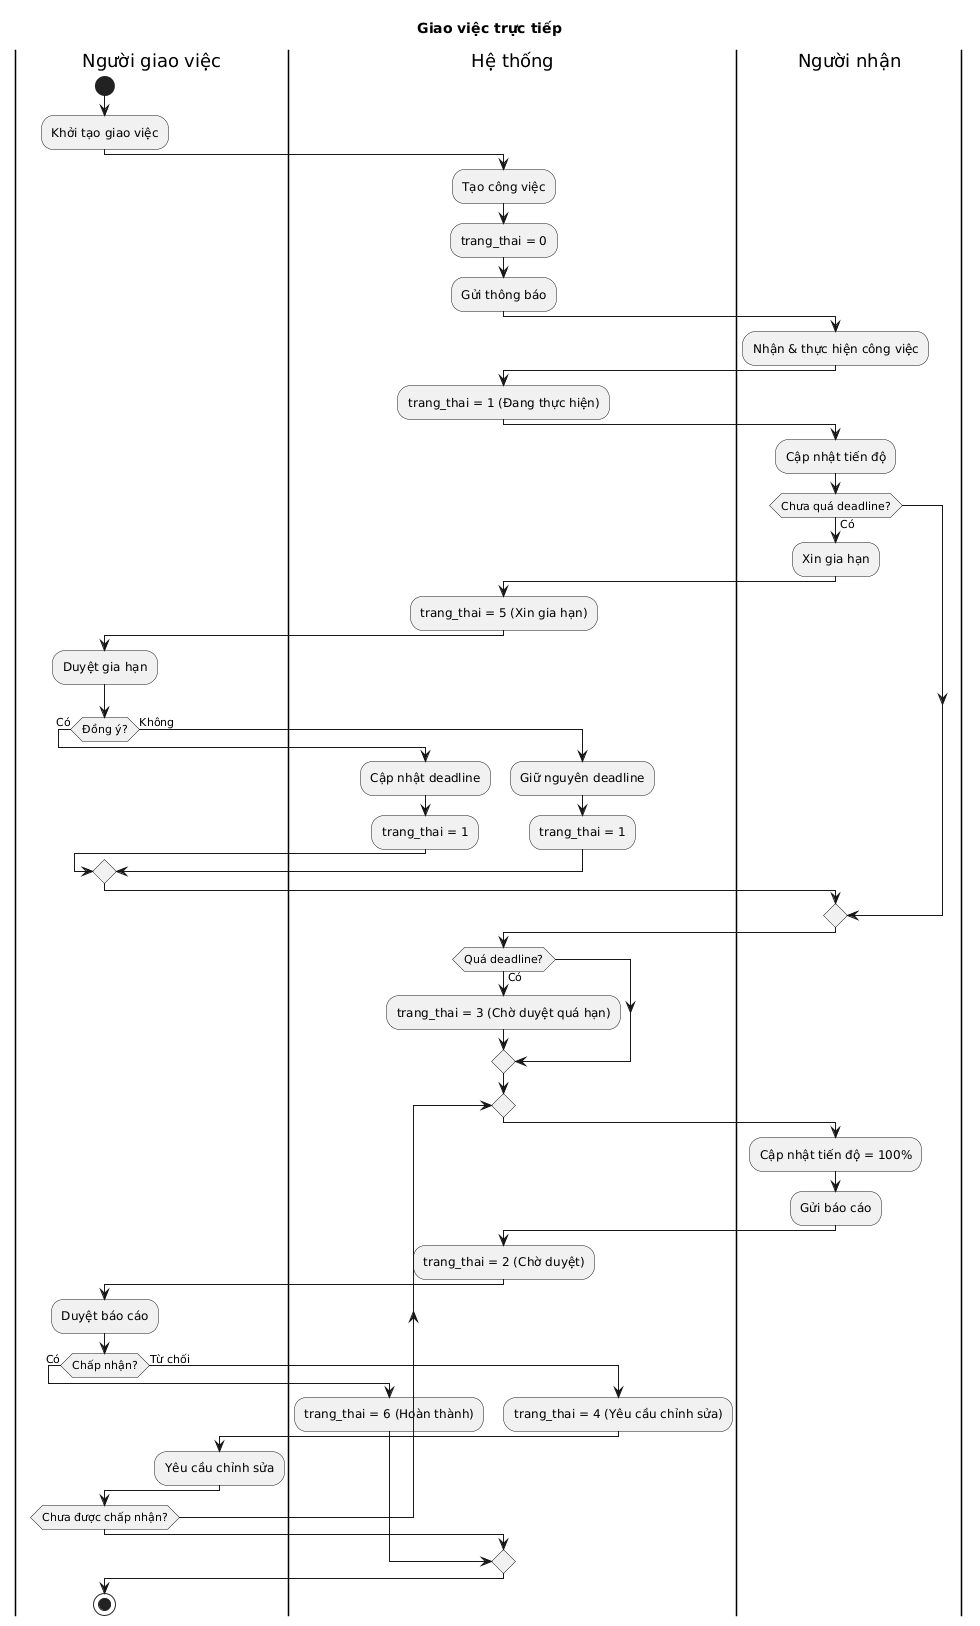 Giao việc trực tiếp
Người giao việc
Hệ thống
Người nhận
Khởi tạo giao việc
Tạo công việc
trang_thai = 0
Gửi thông báo
Nhận & thực hiện công việc
trang_thai = 1 (Đang thực hiện)
Cập nhật tiến độ
Chưa quá deadline?
Có
Xin gia hạn
trang_thai = 5 (Xin gia hạn)
Duyệt gia hạn
Có
Đồng ý?
Không
Cập nhật deadline
Giữ nguyên deadline
trang_thai = 1
trang_thai = 1
Quá deadline?
Có
trang_thai = 3 (Chờ duyệt quá hạn)
Cập nhật tiến độ = 100%
Gửi báo cáo
trang_thai = 2 (Chờ duyệt)
Duyệt báo cáo
Có
Chấp nhận?
Từ chối
trang_thai = 6 (Hoàn thành)
trang_thai = 4 (Yêu cầu chỉnh sửa)
Yêu cầu chỉnh sửa
Chưa được chấp nhận?